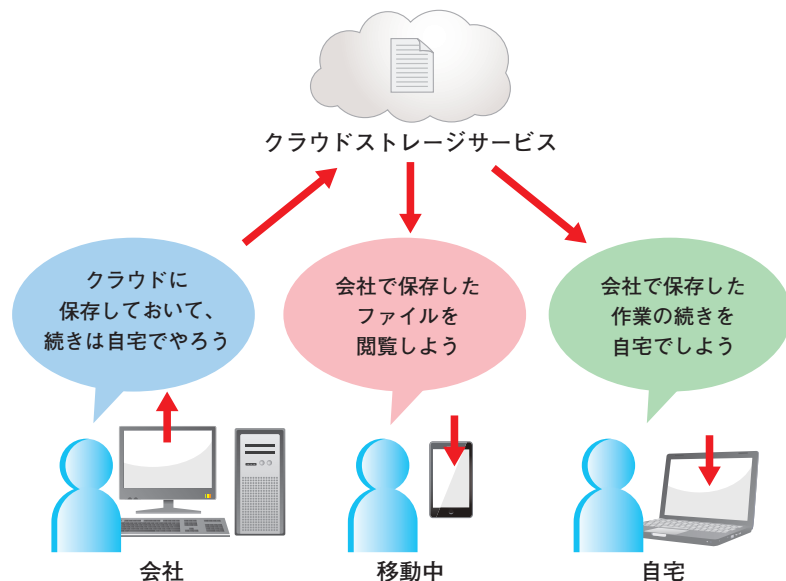 クラウドストレージサービス
クラウドに
保存しておいて、
続きは自宅でやろう
会社で保存した
ファイルを
閲覧しよう
会社で保存した
作業の続きを
自宅でしよう
会社
移動中
自宅